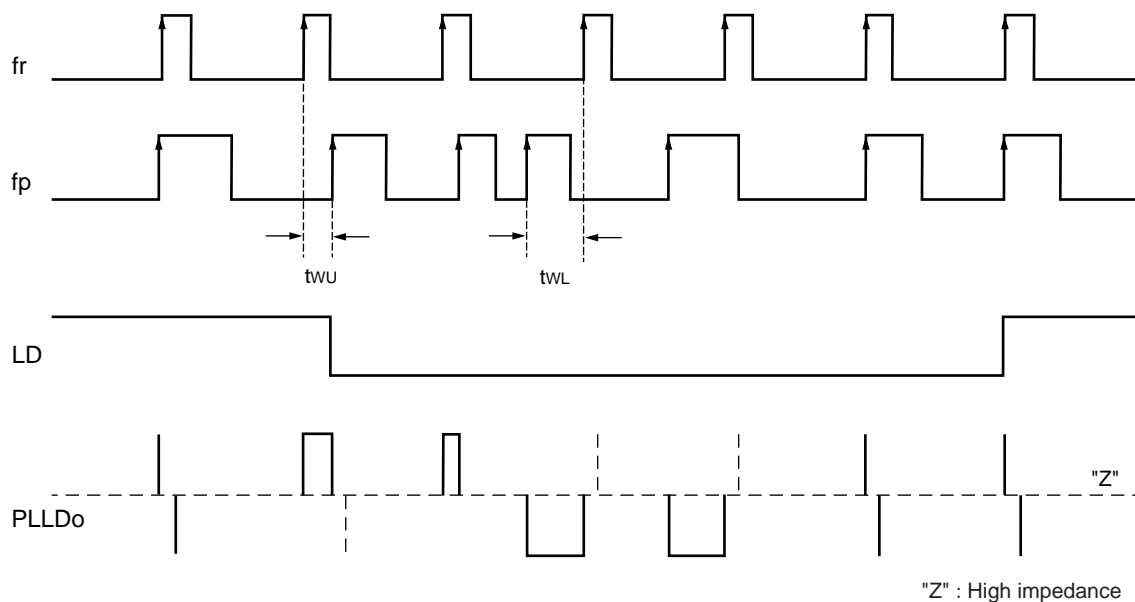 fr
fp
tWU
tWL
LD
"Z"
PLLDo
"Z" : High impedance